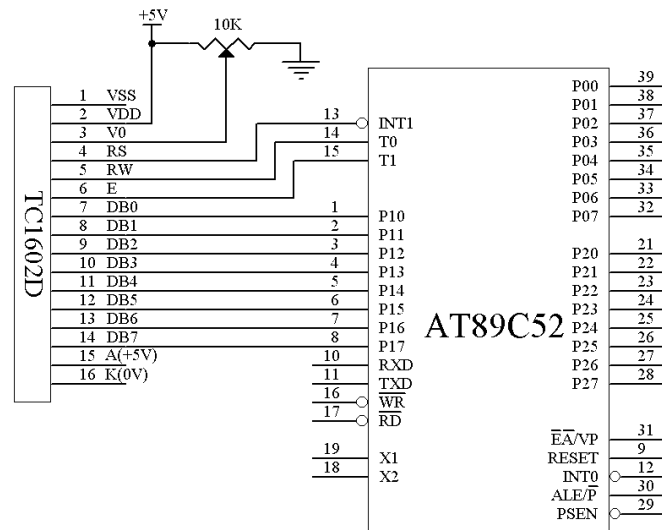 +5V
10K
1 VSS
2 VDD
3 V0
4 RS
5 RW
6 E
7 DB0
8 DB1
9 DB2
10 DB3
11 DB4
12 DB5
13 DB6
14 DB7
15 A(+5V)
16 K(0V)
TC1602D
13 INT1
14 T0
15 T1
1 P10
2 P11
3 P12
4 P13
5 P14
6 P15
7 P16
8 P17
10 RXD
11 TXD
16 WR
17 RD
19 X1
18 X2
AT89C52
P00 39
P01 38
P02 37
P03 36
P04 35
P05 34
P06 33
P07 32
P20 21
P21 22
P22 23
P23 24
P24 25
P25 26
P26 27
P27 28
EA/VP 31
RESET 9
INT0 12
ALE/P 30
PSEN 29